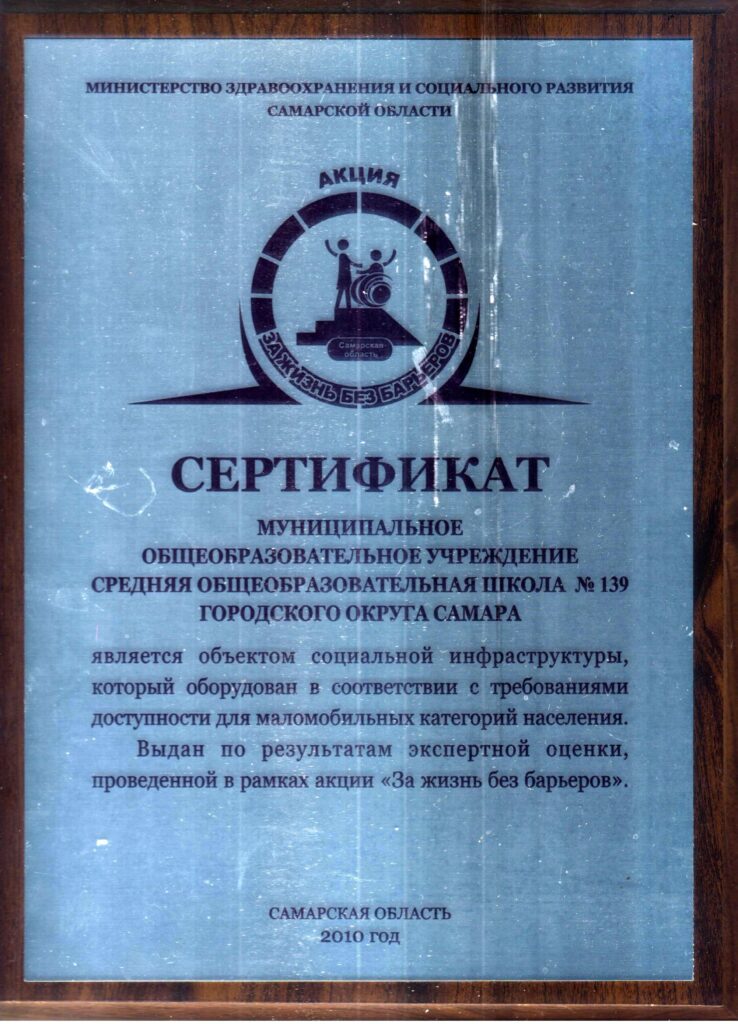 МИНИСТЕРСТВО ЗДРАВООХРАНЕНИЯ И СОЦИАЛЬНОГО РАЗВИТИЯ
САМАРСКОЙ ОБЛАСТИ
АКЦИЯ
Самарская
область
ЗА ЖИЗНЬ БЕЗ БАРЬЕРОВ
СЕРТИФИКАТ
МУНИЦИПАЛЬНОЕ
ОБЩЕОБРАЗОВАТЕЛЬНОЕ УЧРЕЖДЕНИЕ
СРЕДНЯЯ ОБЩЕОБРАЗОВАТЕЛЬНАЯ ШКОЛА № 139
ГОРОДСКОГО ОКРУГА САМАРА
является объектом социальной инфраструктуры,
который оборудован в соответствии с требованиями
доступности для маломобильных категорий населения.
Выдан по результатам экспертной оценки,
проведенной в рамках акции «За жизнь без барьеров».
САМАРСКАЯ ОБЛАСТЬ
2010 ГОД